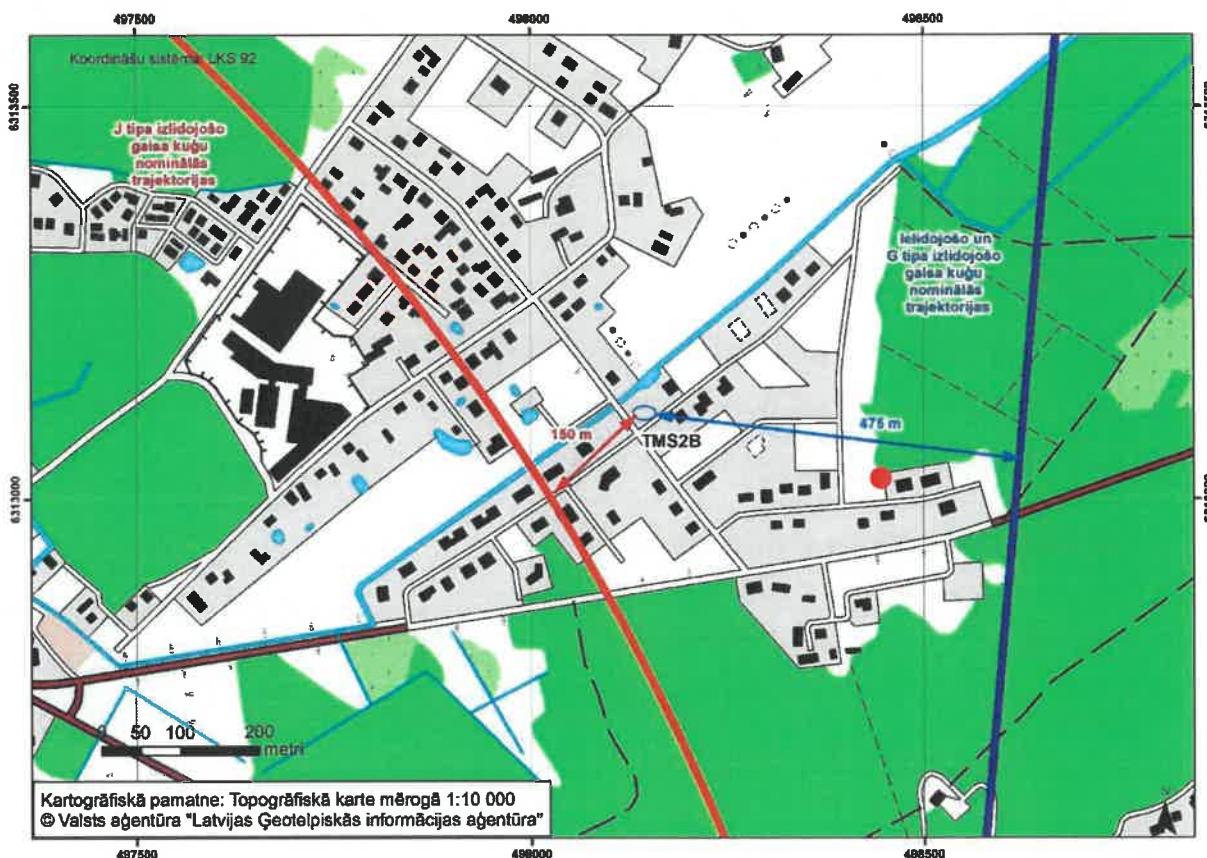 497500
498000
498500
Koordināšu sistēma: LKS 92
6313500
J tipa izlidojošo
gaisa kuģu
nominālās
trajektorijas
Ielidojošo un
G tipa izlidojošo
gaisa kuģu
nominālās
trajektorijas
150 m
TMS2B
475 m
6313000
0 50 100 200
metri
Kartogrāfiskā pamatne: Topogrāfiskā karte mērogā 1:10 000
© Valsts aģentūra "Latvijas Ģeotelpiskās informācijas aģentūra"
497500
498000
498500